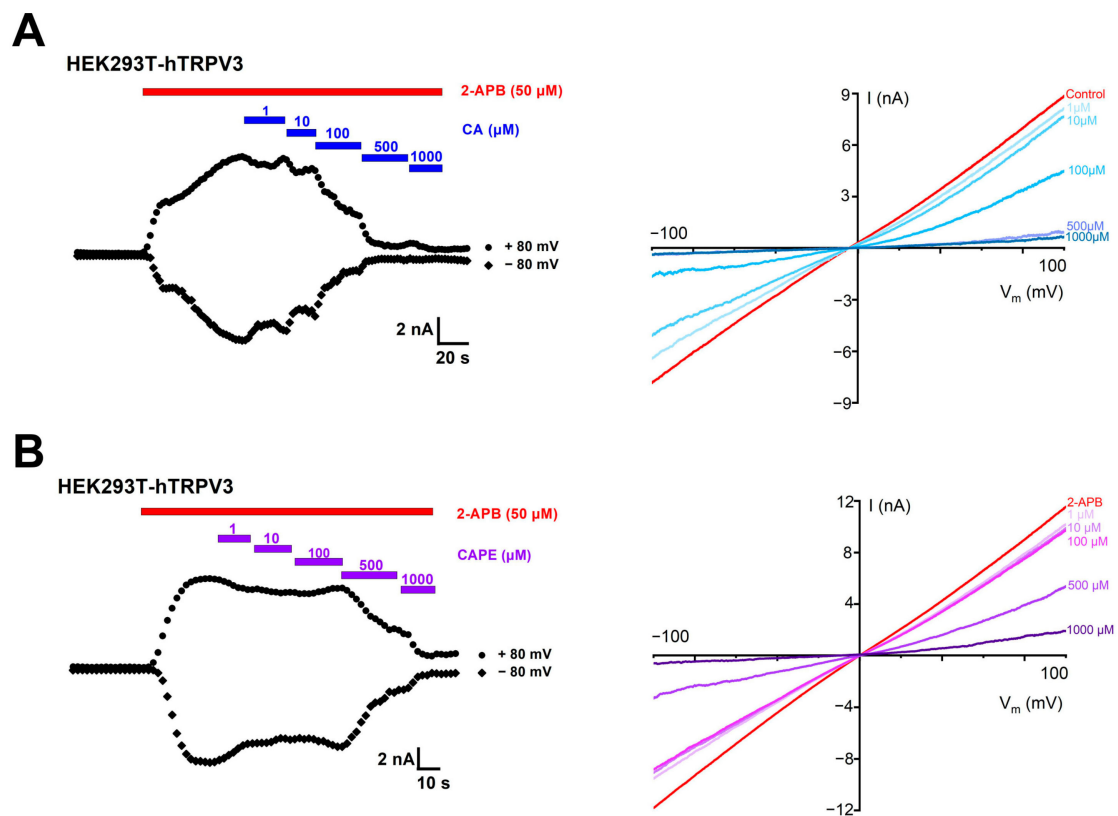 A
HEK293T-hTRPV3
2-APB (50 µM)
1
10
100
500
1000
CA (µM)
+ 80 mV
− 80 mV
2 nA
20 s
I (nA)
9
6
3
−3
−6
−9
−100
100
Vm (mV)
Control
1µM
10µM
100µM
500µM
1000µM
B
HEK293T-hTRPV3
2-APB (50 µM)
1
10
100
500
1000
CAPE (µM)
+ 80 mV
− 80 mV
2 nA
10 s
I (nA)
12
8
4
−4
−8
−12
−100
100
Vm (mV)
2-APB
1 µM
10 µM
100 µM
500 µM
1000 µM